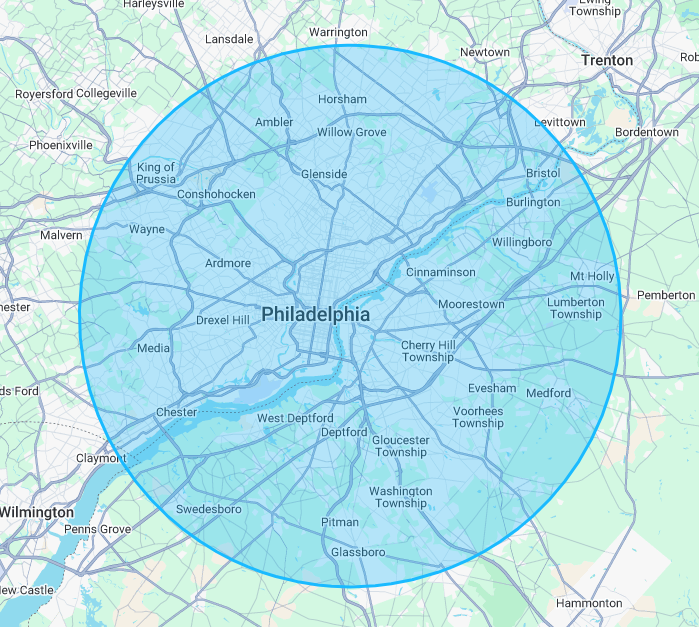 Harleysville
Ewing
Township
Warrington
Lansdale
Newtown
Trenton
Rob
Royersford
Collegeville
Horsham
Ambler
Willow Grove
Levittown
Bordentown
Phoenixville
King of
Prussia
Glenside
Bristol
Conshohocken
Burlington
Malvern
Wayne
Willingboro
Ardmore
Cinnaminson
Mt Holly
Pemberton
hester
Moorestown
Lumberton
Township
Philadelphia
Drexel Hill
Media
Cherry Hill
Township
ds Ford
Evesham
Medford
Chester
West Deptford
Voorhees
Township
Deptford
Gloucester
Township
Claymont
Washington
Township
Swedesboro
Wilmington
Penns Grove
Pitman
Glassboro
New Castle
Hammonton